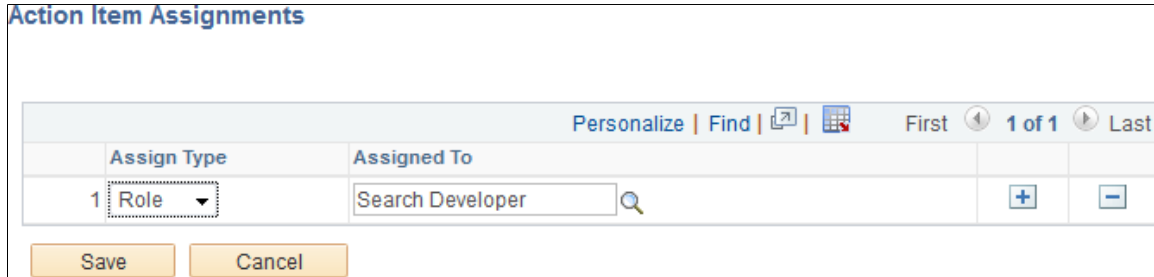 Action Item Assignments
Personalize | Find | | First 1 of 1 Last
Assign Type Assigned To
1 Role Search Developer
Save Cancel